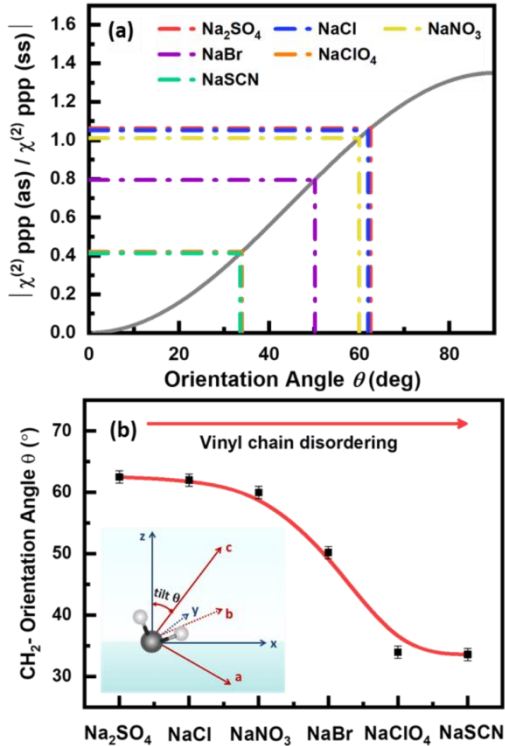 (a)
Na₂SO₄ NaCl NaNO₃
NaBr NaClO₄
NaSCN
|χ⁽²⁾ ppp (as) / χ⁽²⁾ ppp (ss)|
1.6
1.4
1.2
1.0
0.8
0.6
0.4
0.2
0.0
0 20 40 60 80
Orientation Angle θ (deg)
(b)
Vinyl chain disordering
CH₂- Orientation Angle θ (°)
70
60
50
40
30
z
c
tilt θ
y
b
x
a
Na₂SO₄ NaCl NaNO₃ NaBr NaClO₄ NaSCN